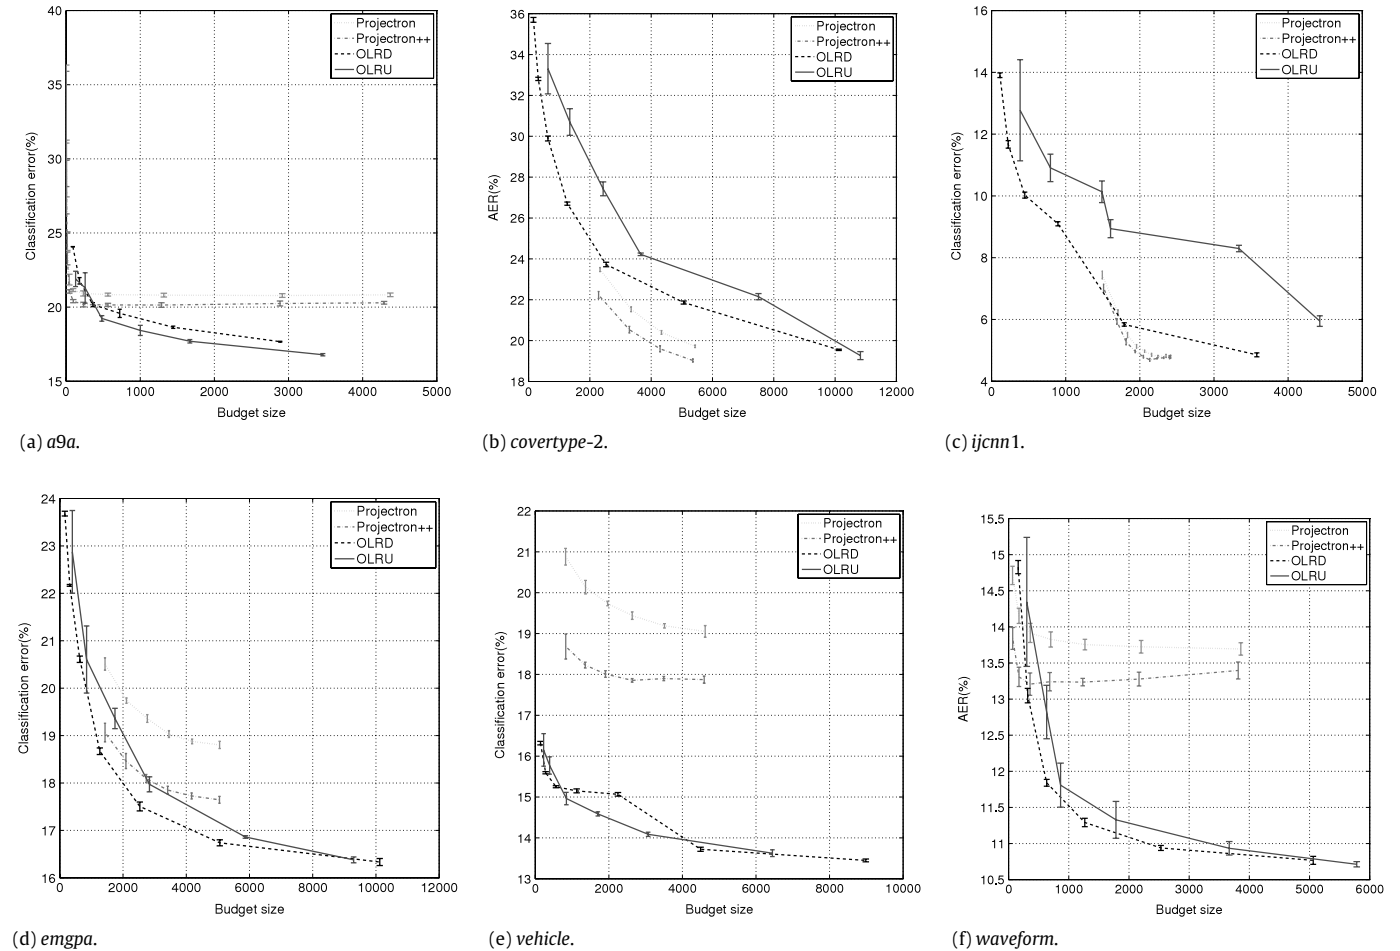 40
35
30
25
20
15
Classification error(%)
0
1000
2000
3000
4000
5000
Budget size
Projectron
Projectron++
OLRD
OLRU
(a) a9a.
36
34
32
30
28
26
24
22
20
18
AER(%)
0
2000
4000
6000
8000
10000
12000
Budget size
Projectron
Projectron++
OLRD
OLRU
(b) covertype-2.
16
14
12
10
8
6
4
Classification error(%)
0
1000
2000
3000
4000
5000
Budget size
Projectron
Projectron++
OLRD
OLRU
(c) ijcnn1.
24
23
22
21
20
19
18
17
16
Classification error(%)
0
2000
4000
6000
8000
10000
12000
Budget size
Projectron
Projectron++
OLRD
OLRU
(d) emgpa.
22
21
20
19
18
17
16
15
14
13
Classification error(%)
0
2000
4000
6000
8000
10000
Budget size
Projectron
Projectron++
OLRD
OLRU
(e) vehicle.
15.5
15
14.5
14
13.5
13
12.5
12
11.5
11
10.5
AER(%)
0
1000
2000
3000
4000
5000
6000
Budget size
Projectron
Projectron++
OLRD
OLRU
(f) waveform.